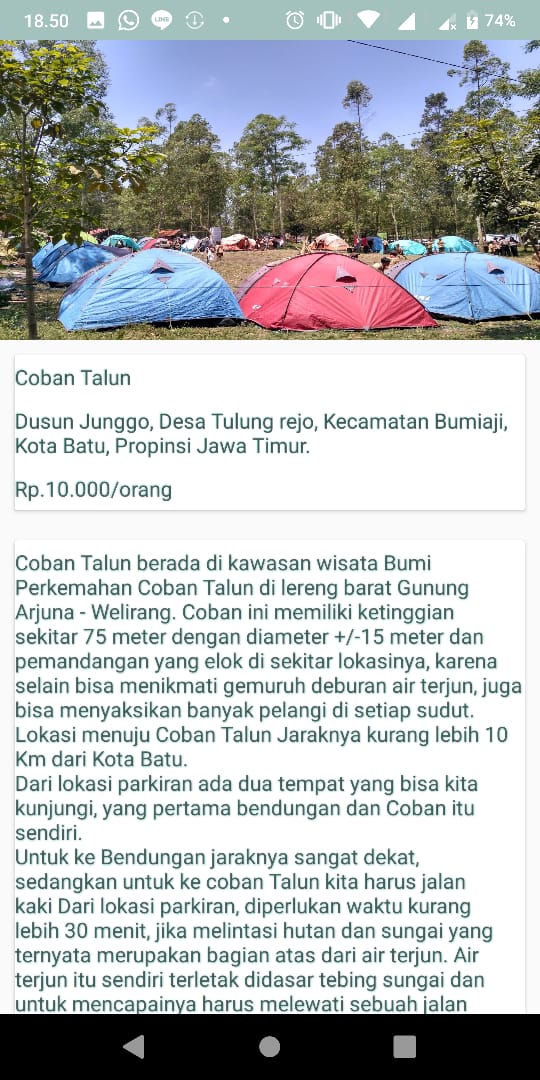 18.50
LINE
74%
Coban Talun
Dusun Junggo, Desa Tulung rejo, Kecamatan Bumiaji,
Kota Batu, Propinsi Jawa Timur.
Rp.10.000/orang
Coban Talun berada di kawasan wisata Bumi
Perkemahan Coban Talun di lereng barat Gunung
Arjuna - Welirang. Coban ini memiliki ketinggian
sekitar 75 meter dengan diameter +/-15 meter dan
pemandangan yang elok di sekitar lokasinya, karena
selain bisa menikmati gemuruh deburan air terjun, juga
bisa menyaksikan banyak pelangi di setiap sudut.
Lokasi menuju Coban Talun Jaraknya kurang lebih 10
Km dari Kota Batu.
Dari lokasi parkiran ada dua tempat yang bisa kita
kunjungi, yang pertama bendungan dan Coban itu
sendiri.
Untuk ke Bendungan jaraknya sangat dekat,
sedangkan untuk ke coban Talun kita harus jalan
kaki Dari lokasi parkiran, diperlukan waktu kurang
lebih 30 menit, jika melintasi hutan dan sungai yang
ternyata merupakan bagian atas dari air terjun. Air
terjun itu sendiri terletak didasar tebing sungai dan
untuk mencapainya harus melewati sebuah jalan